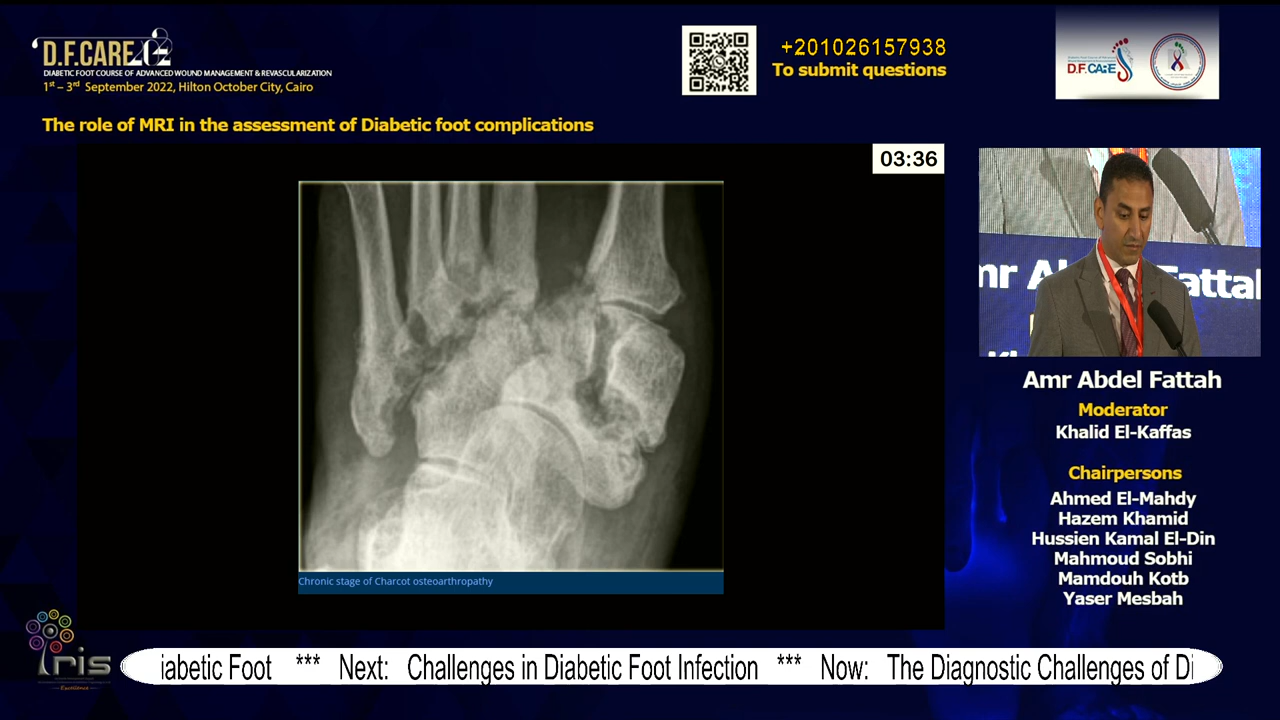 D.F.CARE
DIABETIC FOOT COURSE OF ADVANCED WOUND MANAGEMENT & REVASCULARIZATION
1st – 3rd September 2022, Hilton October City, Cairo
+201026157938
To submit questions
D.F.CARE
The role of MRI in the assessment of Diabetic foot complications
03:36
Chronic stage of Charcot osteoarthropathy
Amr Abdel Fattah
Moderator
Khalid El-Kaffas
Chairpersons
Ahmed El-Mahdy
Hazem Khamid
Hussien Kamal El-Din
Mahmoud Sobhi
Mamdouh Kotb
Yaser Mesbah
Iris
Excellence
iabetic Foot *** Next: Challenges in Diabetic Foot Infection *** Now: The Diagnostic Challenges of Di